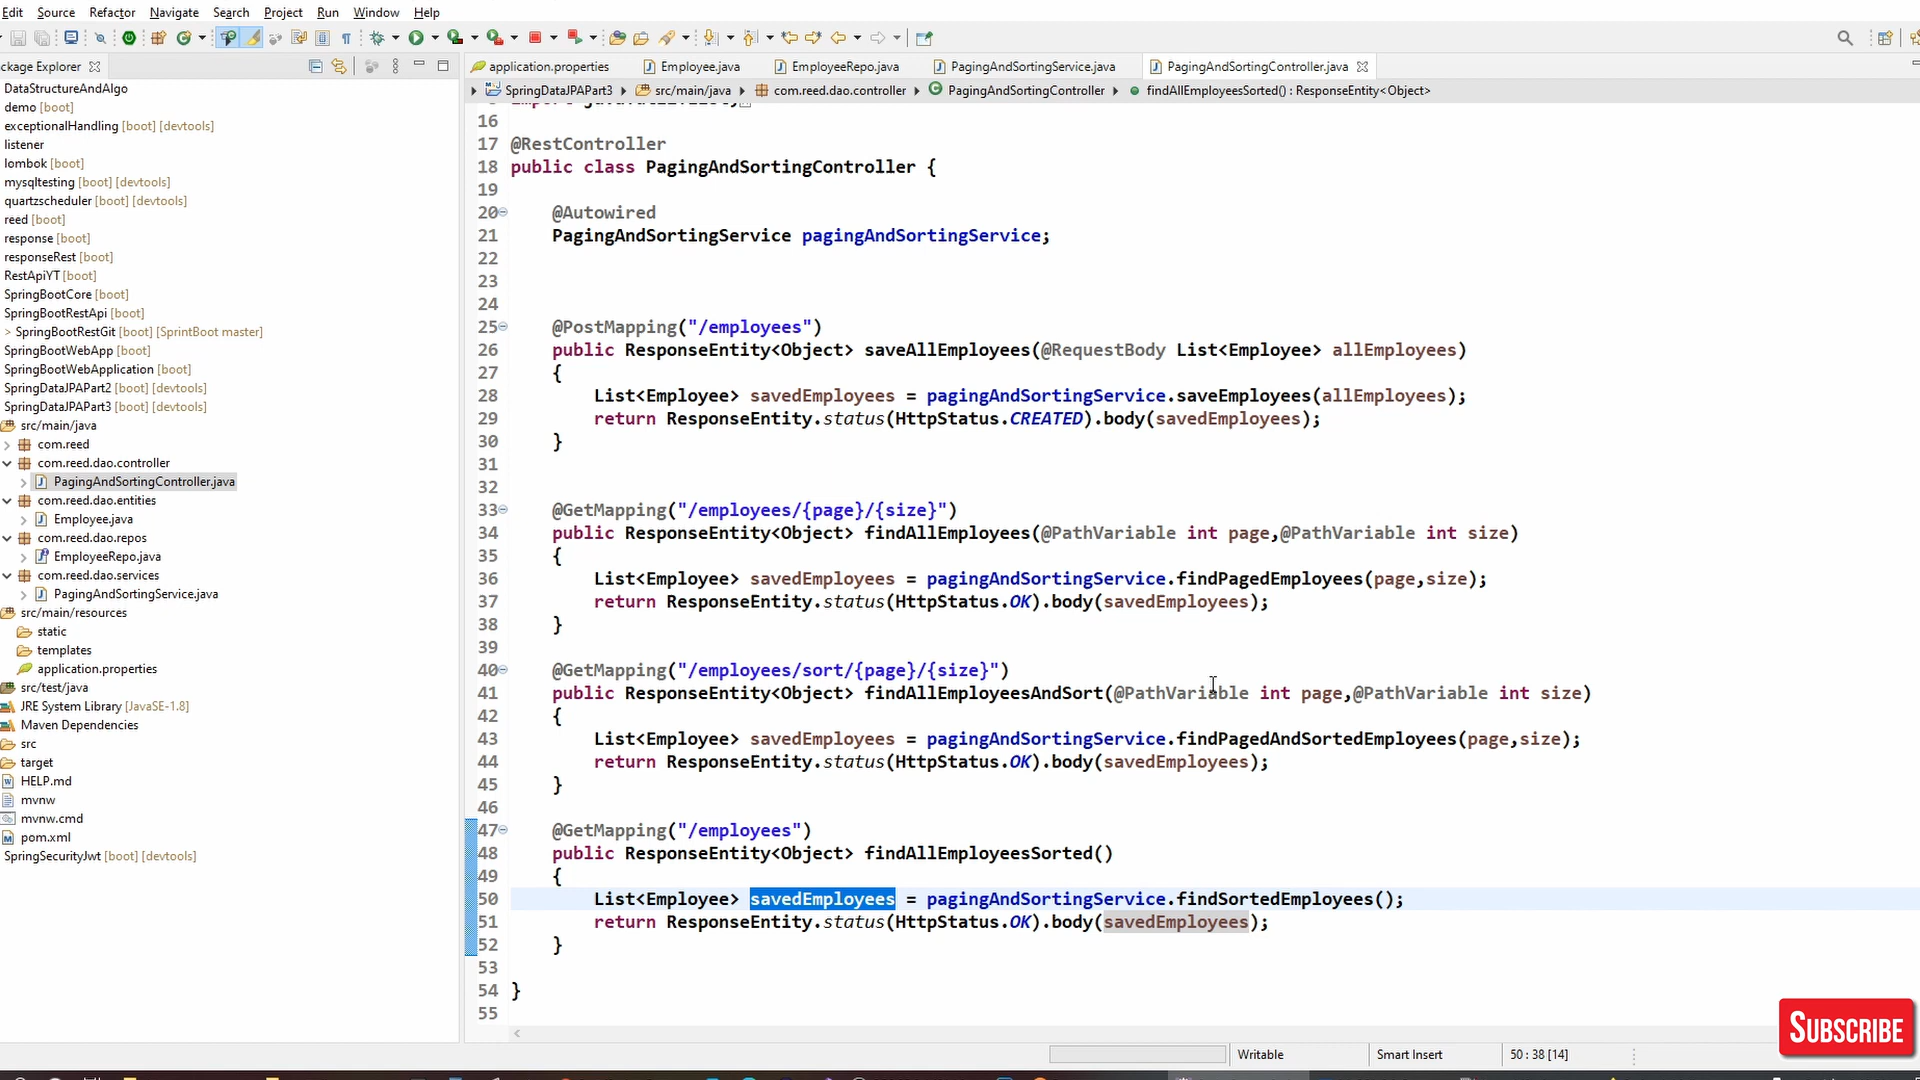 Edit Source Refactor Navigate Search Project Run Window Help
ckage Explorer
application.properties Employee.java EmployeeRepo.java PagingAndSortingService.java PagingAndSortingController.java
SpringDataJPAPart3 src/main/java com.reed.dao.controller PagingAndSortingController findAllEmployeesSorted() : ResponseEntity<Object>
DataStructureAndAlgo
demo [boot]
exceptionalHandling [boot] [devtools]
listener
lombok [boot]
mysqltesting [boot] [devtools]
quartzscheduler [boot] [devtools]
reed [boot]
response [boot]
responseRest [boot]
RestApiYT [boot]
SpringBootCore [boot]
SpringBootRestApi [boot]
> SpringBootRestGit [boot] [SprintBoot master]
SpringBootWebApp [boot]
SpringBootWebApplication [boot]
SpringDataJPAPart2 [boot] [devtools]
SpringDataJPAPart3 [boot] [devtools]
src/main/java
com.reed
com.reed.dao.controller
PagingAndSortingController.java
com.reed.dao.entities
Employee.java
com.reed.dao.repos
EmployeeRepo.java
com.reed.dao.services
PagingAndSortingService.java
src/main/resources
static
templates
application.properties
src/test/java
JRE System Library [JavaSE-1.8]
Maven Dependencies
src
target
HELP.md
mvnw
mvnw.cmd
pom.xml
SpringSecurityJwt [boot] [devtools]
16
17 @RestController
18 public class PagingAndSortingController {
19
20 @Autowired
21 PagingAndSortingService pagingAndSortingService;
22
23
24
25 @PostMapping("/employees")
26 public ResponseEntity<Object> saveAllEmployees(@RequestBody List<Employee> allEmployees)
27 {
28 List<Employee> savedEmployees = pagingAndSortingService.saveEmployees(allEmployees);
29 return ResponseEntity.status(HttpStatus.CREATED).body(savedEmployees);
30 }
31
32
33 @GetMapping("/employees/{page}/{size}")
34 public ResponseEntity<Object> findAllEmployees(@PathVariable int page,@PathVariable int size)
35 {
36 List<Employee> savedEmployees = pagingAndSortingService.findPagedEmployees(page,size);
37 return ResponseEntity.status(HttpStatus.OK).body(savedEmployees);
38 }
39
40 @GetMapping("/employees/sort/{page}/{size}")
41 public ResponseEntity<Object> findAllEmployeesAndSort(@PathVariable int page,@PathVariable int size)
42 {
43 List<Employee> savedEmployees = pagingAndSortingService.findPagedAndSortedEmployees(page,size);
44 return ResponseEntity.status(HttpStatus.OK).body(savedEmployees);
45 }
46
47 @GetMapping("/employees")
48 public ResponseEntity<Object> findAllEmployeesSorted()
49 {
50 List<Employee> savedEmployees = pagingAndSortingService.findSortedEmployees();
51 return ResponseEntity.status(HttpStatus.OK).body(savedEmployees);
52 }
53
54 }
55
SUBSCRIBE
Writable Smart Insert 50 : 38 [14]